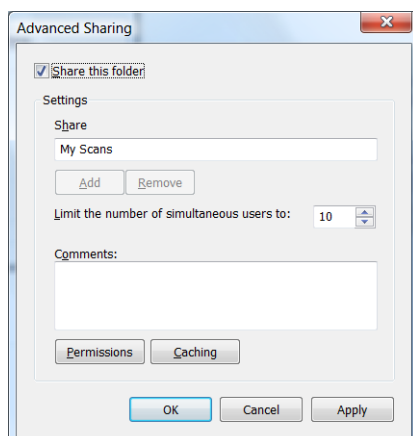 Advanced Sharing
Share this folder
Settings
Share
My Scans
Add Remove
Limit the number of simultaneous users to: 10
Comments:
Permissions Caching
OK Cancel Apply